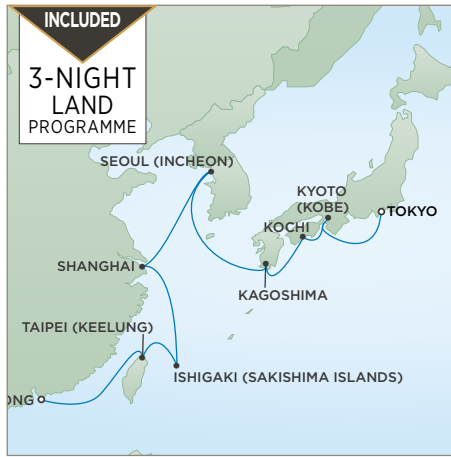 INCLUDED
3-NIGHT
LAND
PROGRAMME
SEOUL (INCHEON)
KYOTO
(KOBE)
TOKYO
KOCHI
SHANGHAI
KAGOSHIMA
TAIPEI (KEELUNG)
ISHIGAKI (SAKISHIMA ISLANDS)
ONG